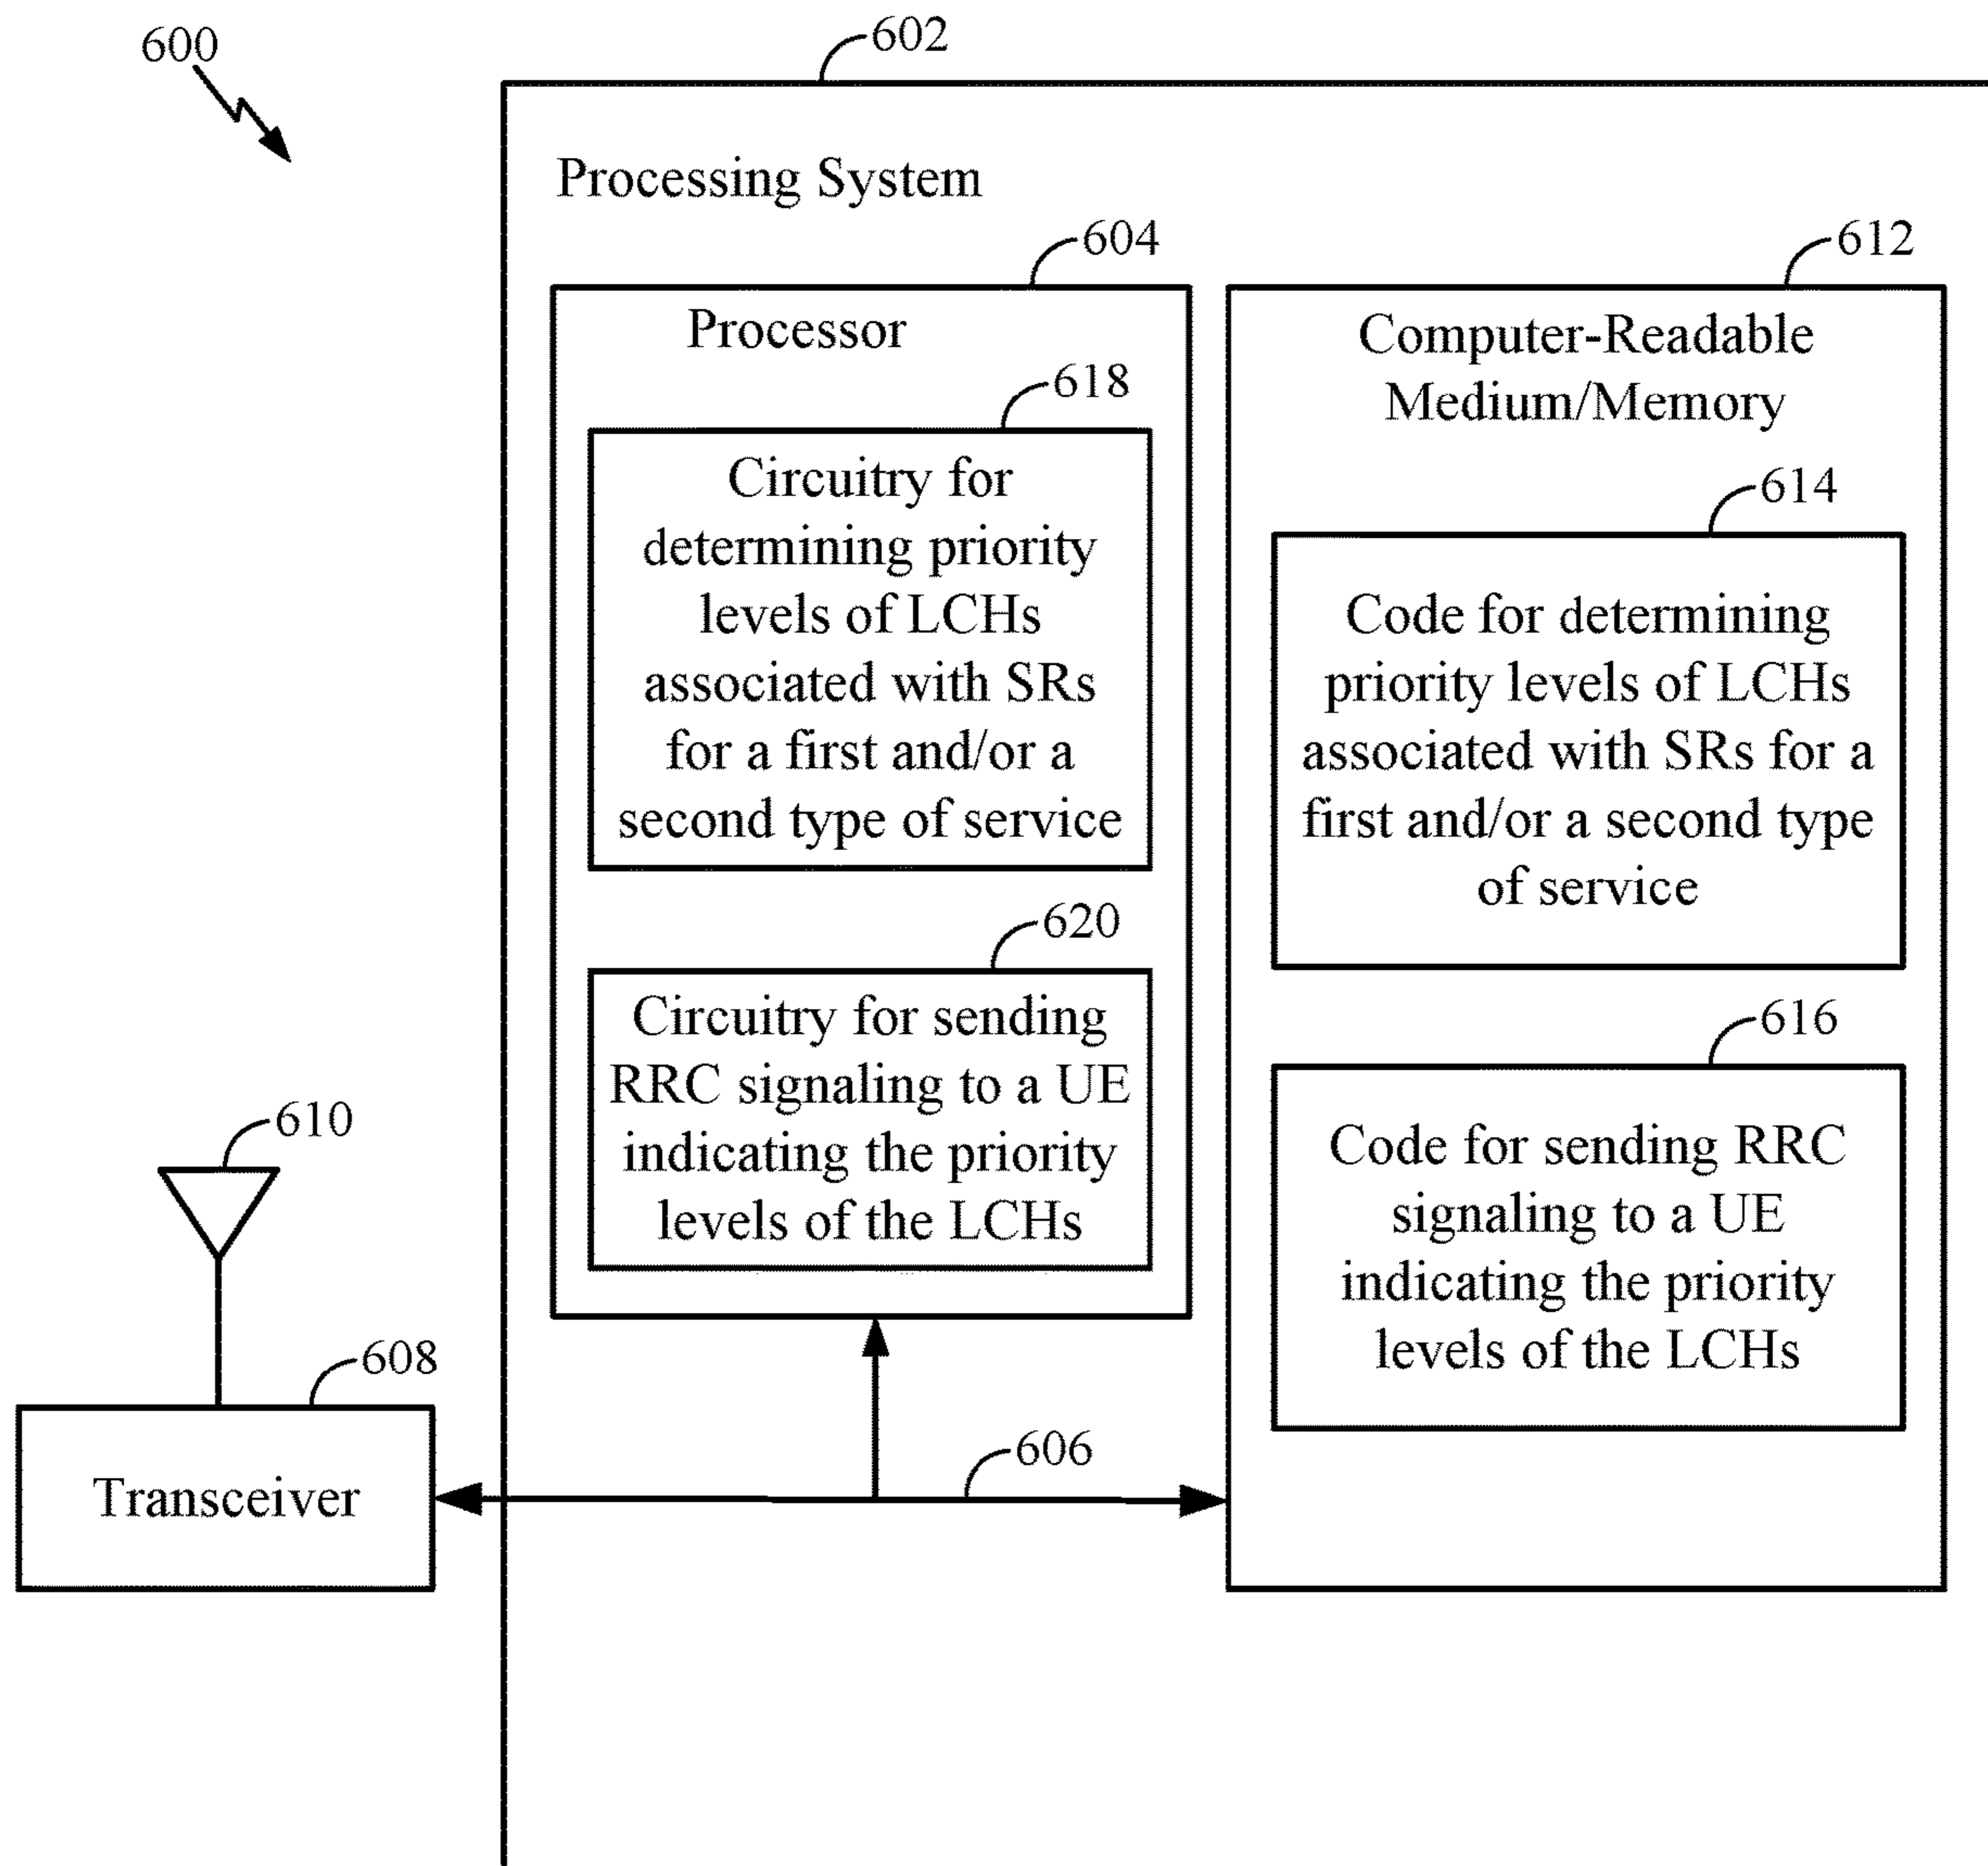 600
602
Processing System
604
Processor
618
Circuitry for
determining priority
levels of LCHs
associated with SRs
for a first and/or a
second type of service
620
Circuitry for sending
RRC signaling to a UE
indicating the priority
levels of the LCHs
612
Computer-Readable
Medium/Memory
614
Code for determining
priority levels of LCHs
associated with SRs for a
first and/or a second type
of service
616
Code for sending RRC
signaling to a UE
indicating the priority
levels of the LCHs
610
608
Transceiver
606